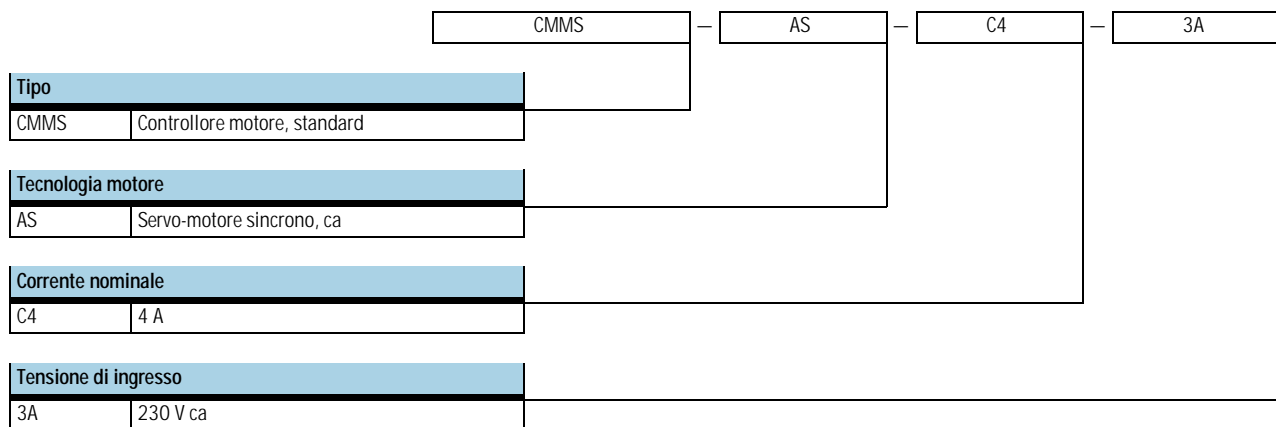 CMMS — AS — C4 — 3A
Tipo
CMMS Controllore motore, standard
Tecnologia motore
AS Servo-motore sincrono, ca
Corrente nominale
C4 4 A
Tensione di ingresso
3A 230 V ca